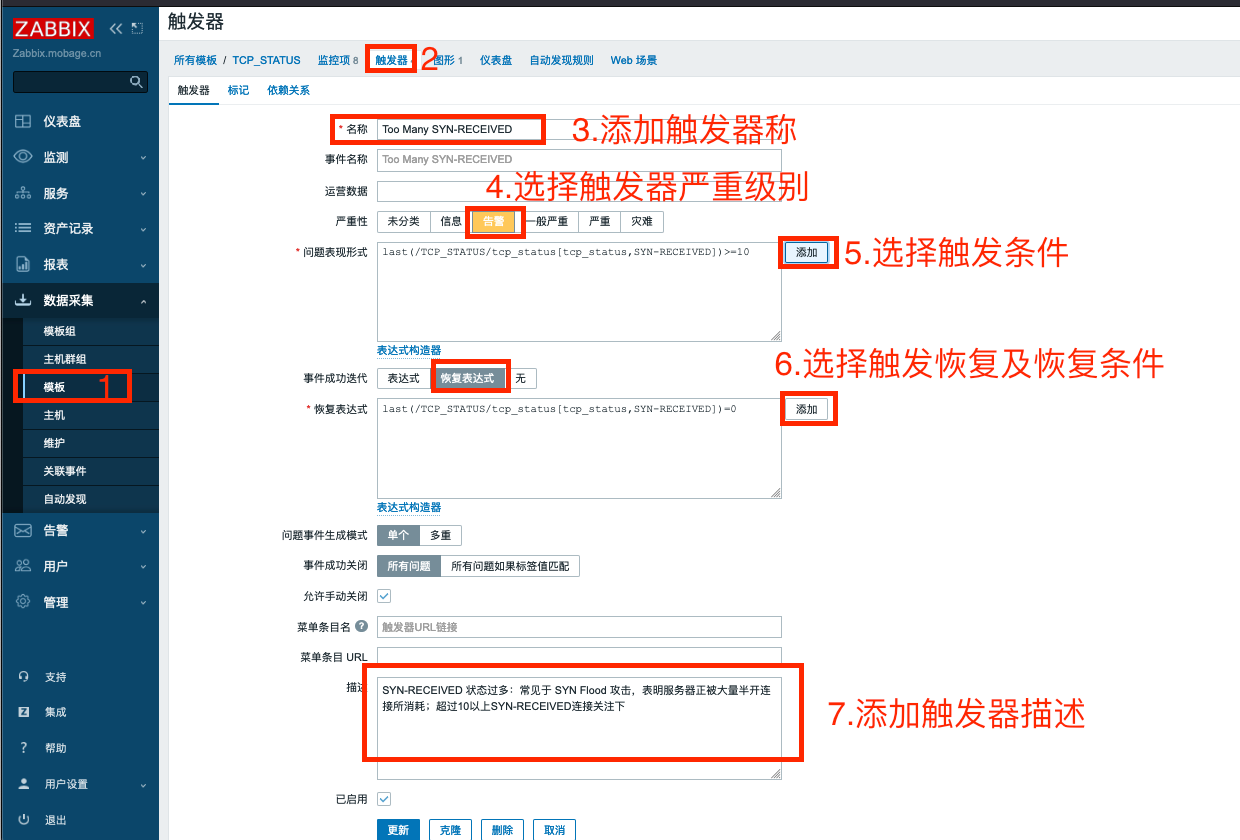 ZABBIX
Zabbix.mobage.cn
仪表盘
监测
服务
资产记录
报表
数据采集
模板组
主机群组
模板 1
主机
维护
关联事件
自动发现
告警
用户
管理
支持
集成
帮助
用户设置
退出
触发器
所有模板 / TCP_STATUS 监控项 8 触发器 2 图形 1 仪表盘 自动发现规则 Web 场景
触发器 标记 依赖关系
* 名称 Too Many SYN-RECEIVED 3.添加触发器称
事件名称 Too Many SYN-RECEIVED
运营数据
4.选择触发器严重级别
严重性 未分类 信息 告警 一般严重 严重 灾难
* 问题表现形式 last(/TCP_STATUS/tcp_status[tcp_status,SYN-RECEIVED])>=10 添加 5.选择触发条件
表达式构造器
6.选择触发恢复及恢复条件
事件成功迭代 表达式 恢复表达式 无
* 恢复表达式 last(/TCP_STATUS/tcp_status[tcp_status,SYN-RECEIVED])=0 添加
表达式构造器
问题事件生成模式 单个 多重
事件成功关闭 所有问题 所有问题如果标签值匹配
允许手动关闭
菜单条目名 ? 触发器URL链接
菜单条目 URL
描述 SYN-RECEIVED 状态过多：常见于 SYN Flood 攻击，表明服务器正被大量半开连
接所消耗；超过10以上SYN-RECEIVED连接关注下
7.添加触发器描述
已启用
更新 克隆 删除 取消